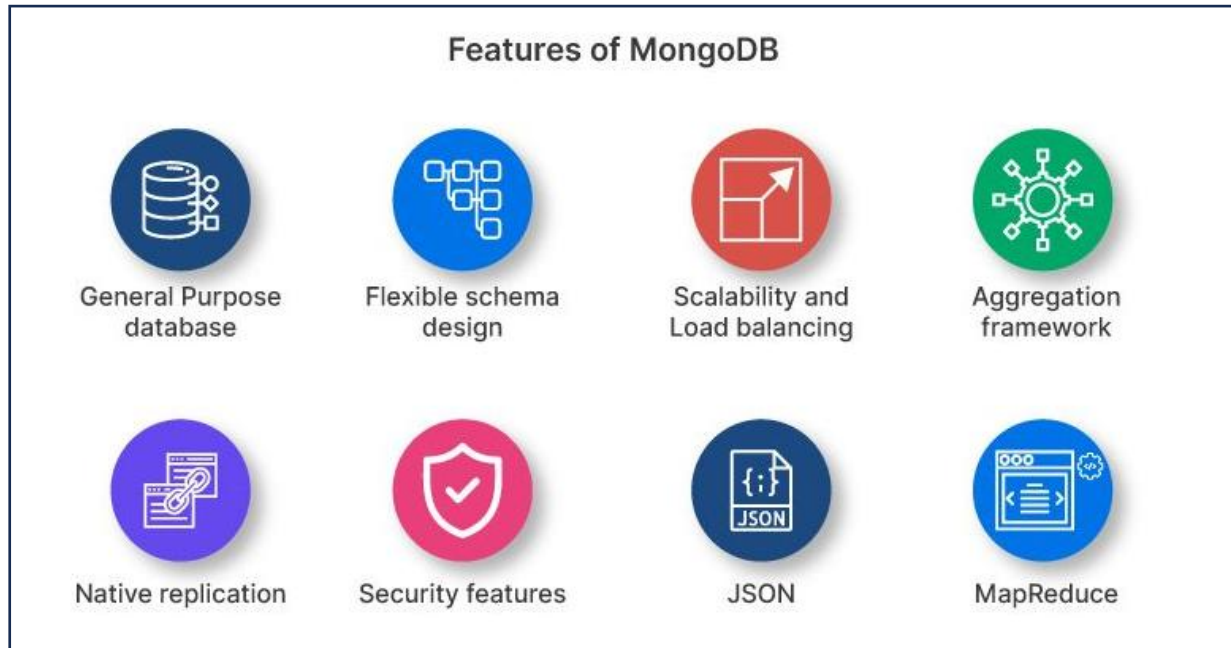 Features of MongoDB
General Purpose
database
Flexible schema
design
Scalability and
Load balancing
Aggregation
framework
Native replication
Security features
{;}
JSON
JSON
</>
MapReduce